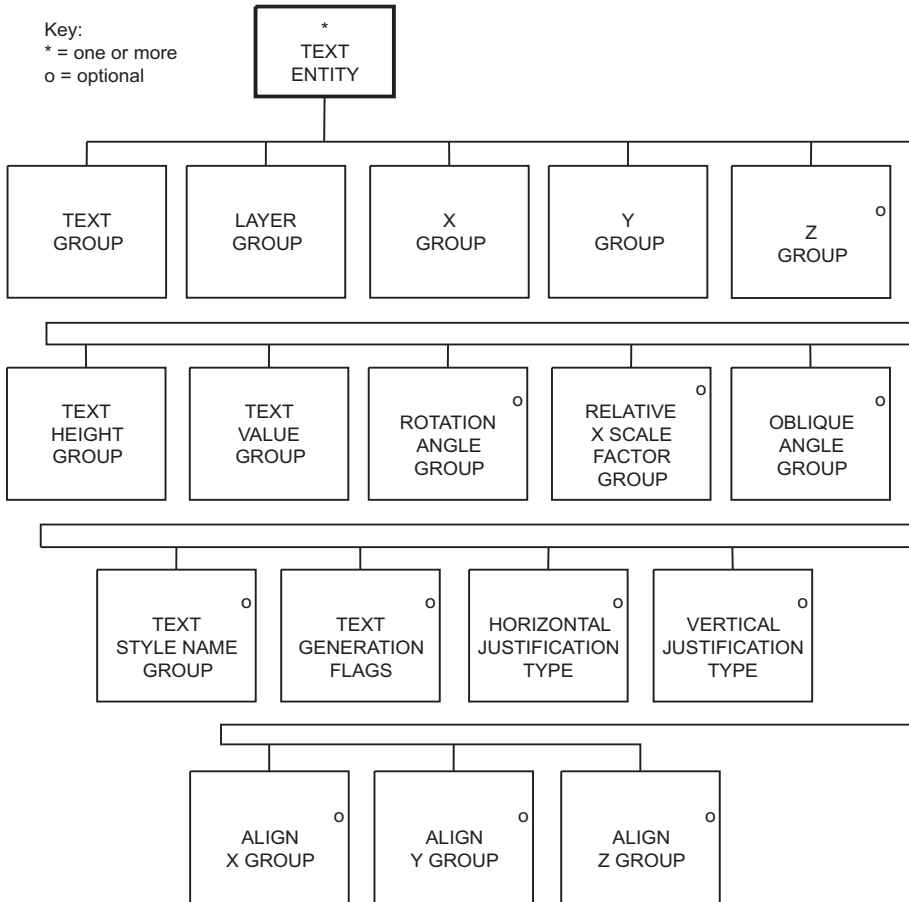 Key:
* = one or more
o = optional
*
TEXT
ENTITY
TEXT
GROUP
LAYER
GROUP
X
GROUP
Y
GROUP
o
Z
GROUP
TEXT
HEIGHT
GROUP
TEXT
VALUE
GROUP
o
ROTATION
ANGLE
GROUP
o
RELATIVE
X SCALE
FACTOR
GROUP
o
OBLIQUE
ANGLE
GROUP
o
TEXT
STYLE NAME
GROUP
o
TEXT
GENERATION
FLAGS
o
HORIZONTAL
JUSTIFICATION
TYPE
o
VERTICAL
JUSTIFICATION
TYPE
o
ALIGN
X GROUP
o
ALIGN
Y GROUP
o
ALIGN
Z GROUP